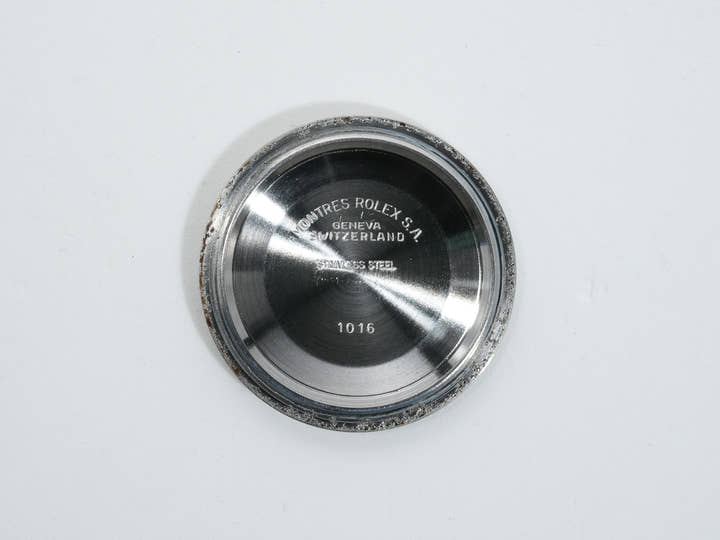 MONTRES ROLEX S.A.
GENEVA
SWITZERLAND
STAINLESS STEEL
1016